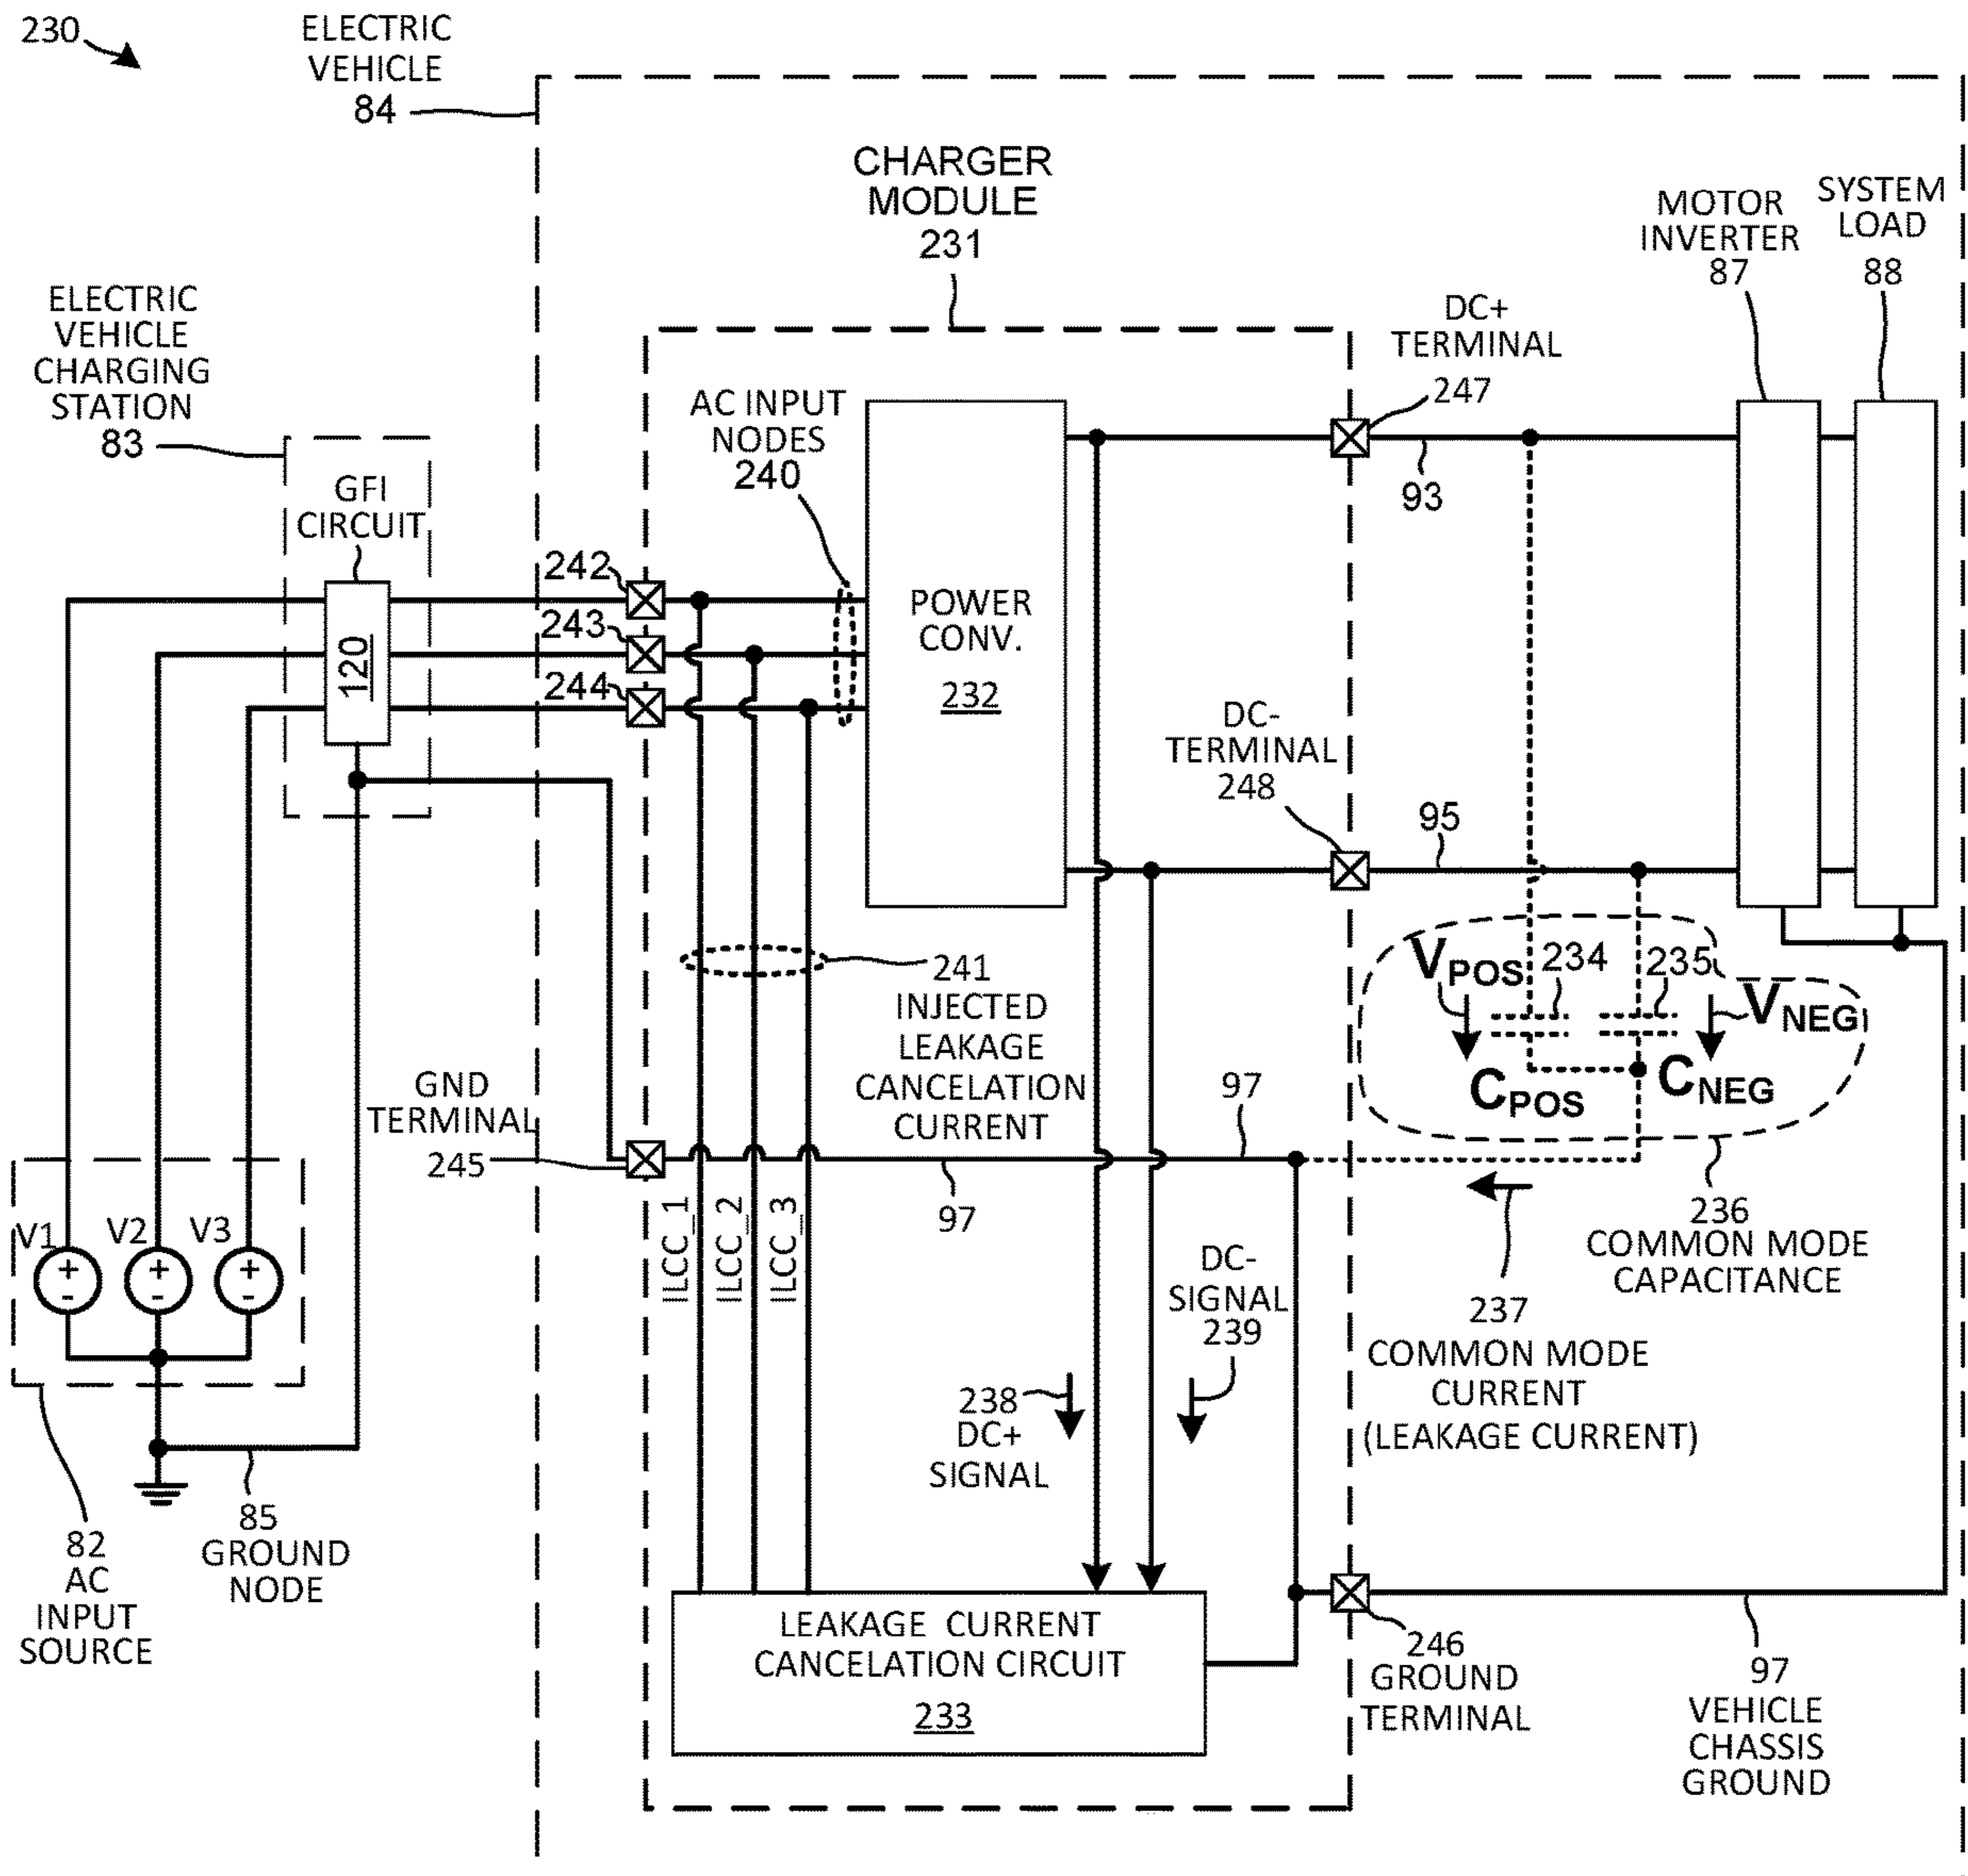 230
ELECTRIC
VEHICLE
84
CHARGER
MODULE
231
MOTOR
INVERTER
87
SYSTEM
LOAD
88
ELECTRIC
VEHICLE
CHARGING
STATION
83
GFI
CIRCUIT
120
AC INPUT
NODES
240
DC+
TERMINAL
247
93
242
243
244
POWER
CONV.
232
DC-
TERMINAL
248
95
241
INJECTED
LEAKAGE
CANCELATION
CURRENT
VPOS
234
235
VNEG
CPOS
CNEG
GND
TERMINAL
245
97
97
236
COMMON MODE
CAPACITANCE
V1
V2
V3
+
-
+
-
+
-
ILCC_1
ILCC_2
ILCC_3
DC-
SIGNAL
239
237
COMMON MODE
CURRENT
(LEAKAGE CURRENT)
238
DC+
SIGNAL
85
GROUND
NODE
82
AC
INPUT
SOURCE
LEAKAGE CURRENT
CANCELATION CIRCUIT
233
246
GROUND
TERMINAL
97
VEHICLE
CHASSIS
GROUND